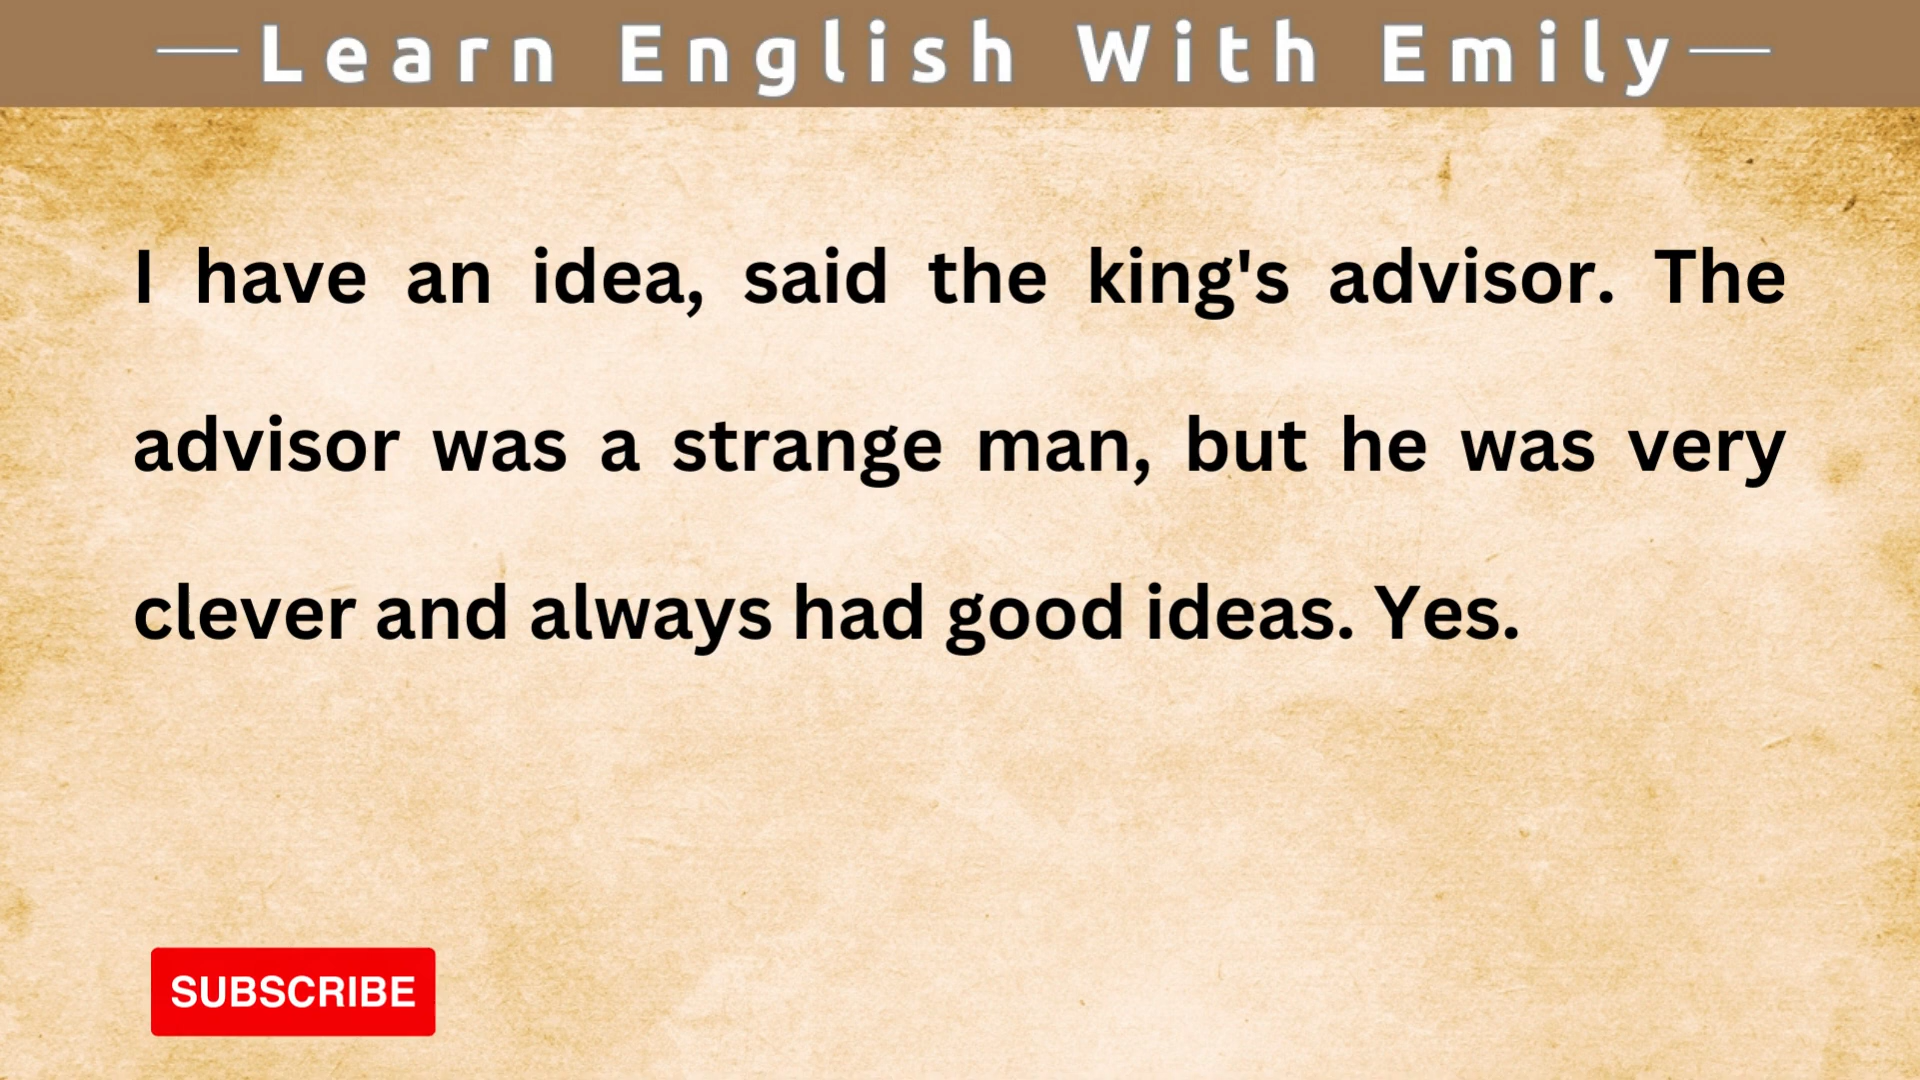 Learn English With Emily
I have an idea, said the king's advisor. The
advisor was a strange man, but he was very
clever and always had good ideas. Yes.
SUBSCRIBE